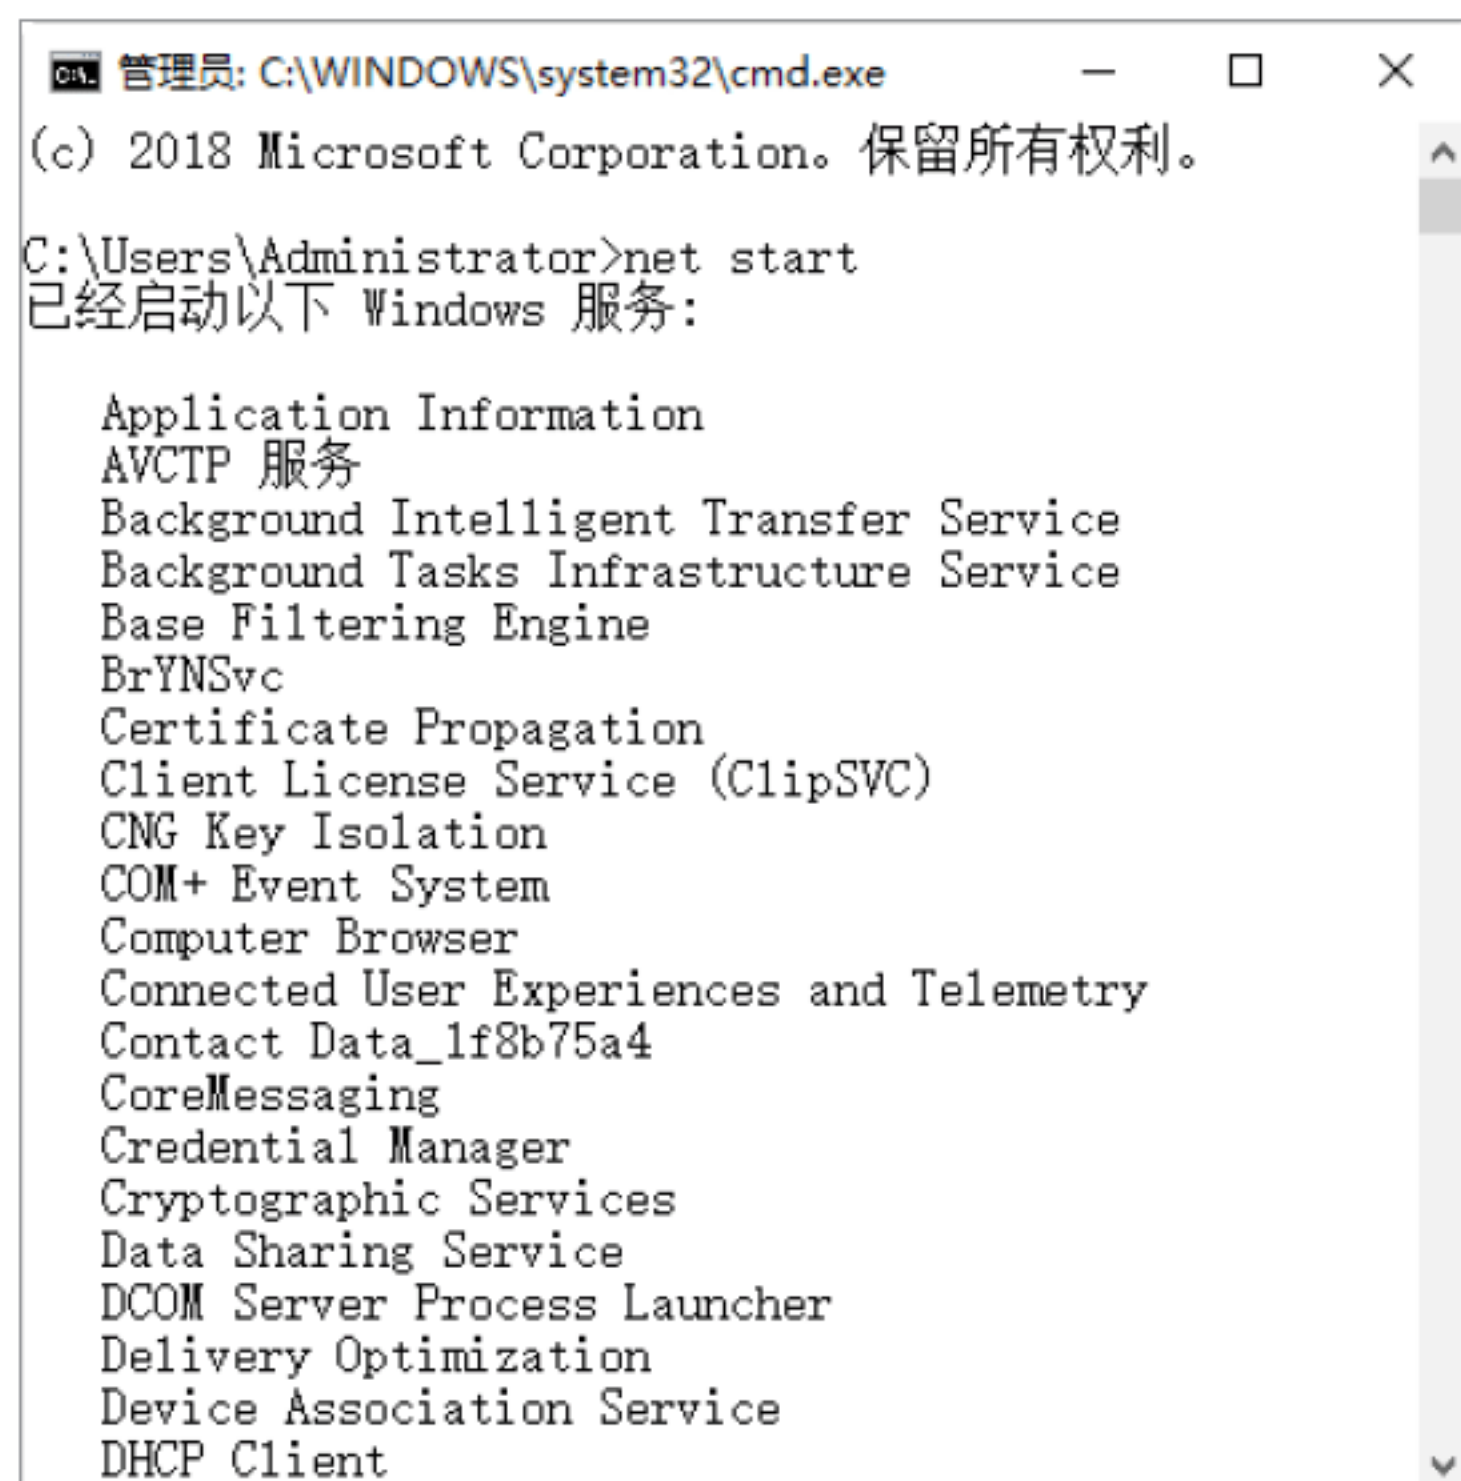 管理员: C:\WINDOWS\system32\cmd.exe
(c) 2018 Microsoft Corporation。保留所有权利。
C:\Users\Administrator>net start
已经启动以下 Windows 服务:
Application Information
AVCTP 服务
Background Intelligent Transfer Service
Background Tasks Infrastructure Service
Base Filtering Engine
BrYNSvc
Certificate Propagation
Client License Service (ClipSVC)
CNG Key Isolation
COM+ Event System
Computer Browser
Connected User Experiences and Telemetry
Contact Data_1f8b75a4
CoreMessaging
Credential Manager
Cryptographic Services
Data Sharing Service
DCOM Server Process Launcher
Delivery Optimization
Device Association Service
DHCP Client